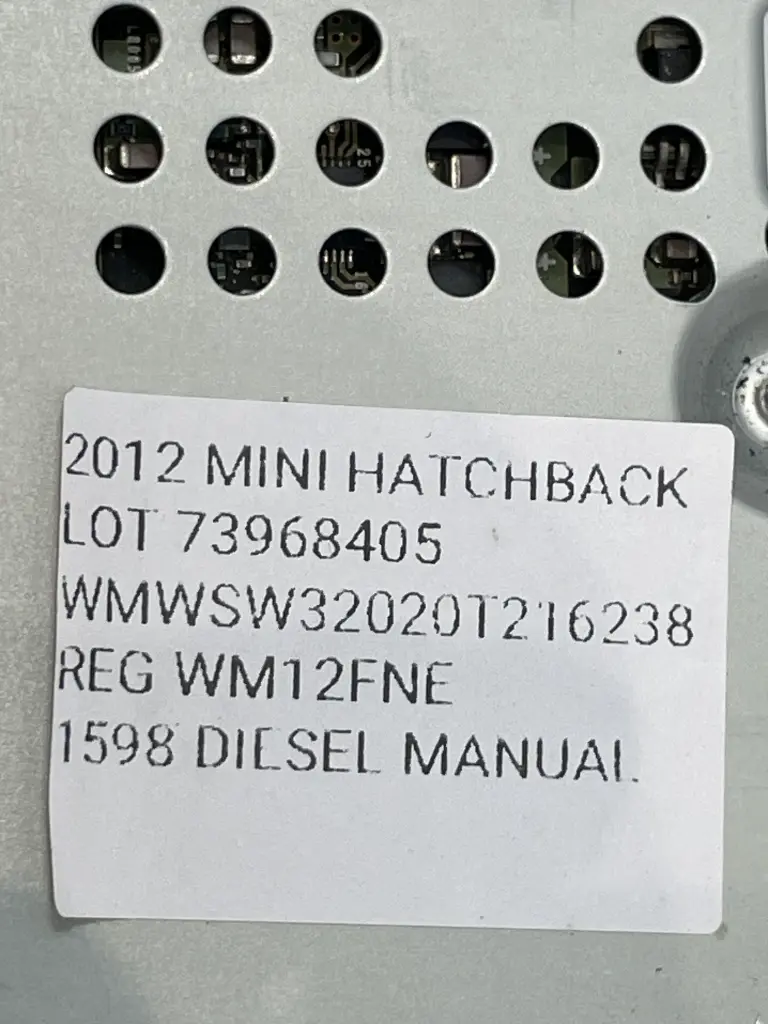 2012 MINI HATCHBACK
LOT 73968405
WMWSW32020T216238
REG WM12FNE
1598 DIESEL MANUAL